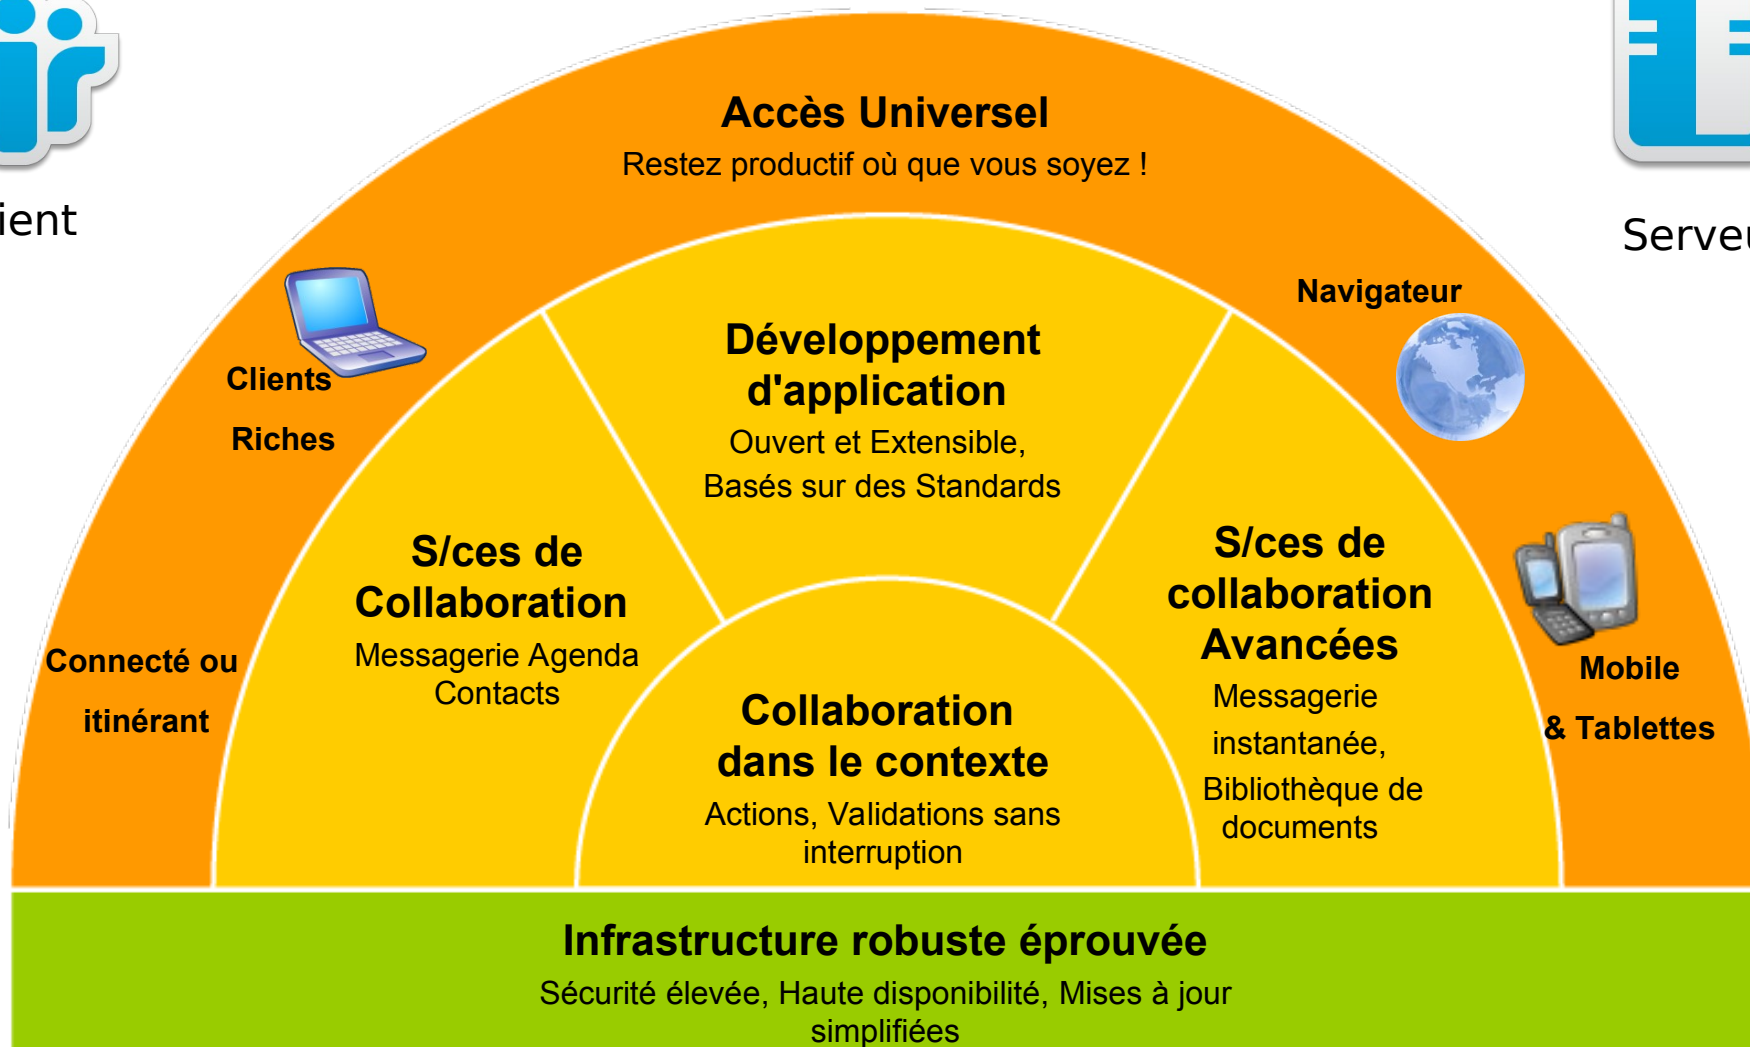 Accès Universel
Restez productif où que vous soyez !
ient
Serveu
Navigateur
Clients
Riches
Développement
d'application
Ouvert et Extensible,
Basés sur des Standards
S/ces de
Collaboration
Messagerie Agenda
Contacts
S/ces de
collaboration
Avancées
Messagerie
instantanée,
Bibliothèque de
documents
Connecté ou
itinérant
Mobile
& Tablettes
Collaboration
dans le contexte
Actions, Validations sans
interruption
Infrastructure robuste éprouvée
Sécurité élevée, Haute disponibilité, Mises à jour
simplifiées